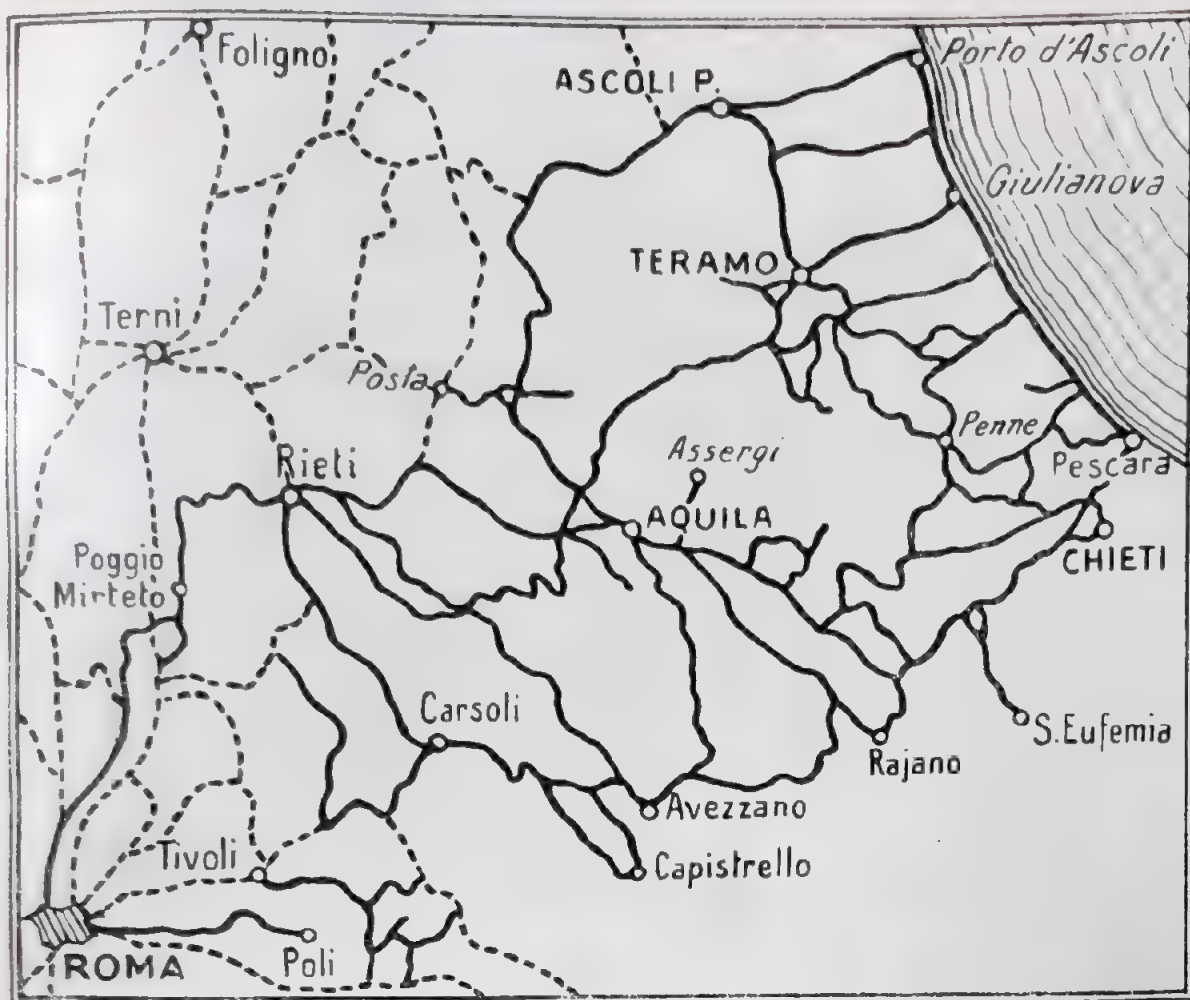 Foligno
Porto d'Ascoli
ASCOLI P.
Giulianova
TERAMO
Terni
Posta
Penne
Assergi
Rieti
Pescara
AQUILA
CHIETI
Poggio
Mirteto
Carsoli
S. Eufemia
Rajano
Avezzano
Tivoli
Capistrello
Poli
ROMA